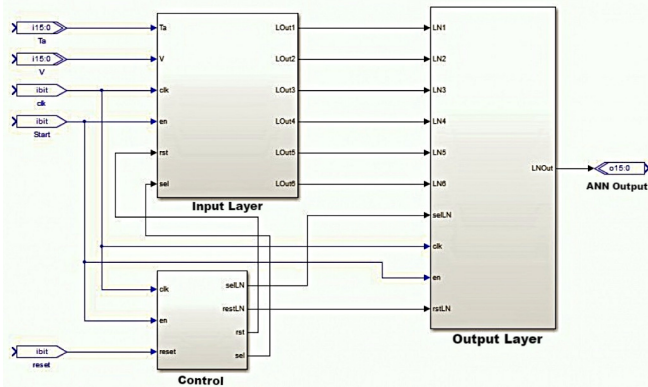 i15:0
Ta
i15:0
V
ibit
clk
ibit
Start
Ta
V
clk
en
rst
sel
LOut1
LOut2
LOut3
LOut4
LOut5
LOut6
Input Layer
LN1
LN2
LN3
LN4
LN5
LN6
selLN
clk
en
rstLN
LNOut
Output Layer
o15:0
ANN Output
clk
en
reset
selLN
restLN
rst
sel
Control
ibit
reset